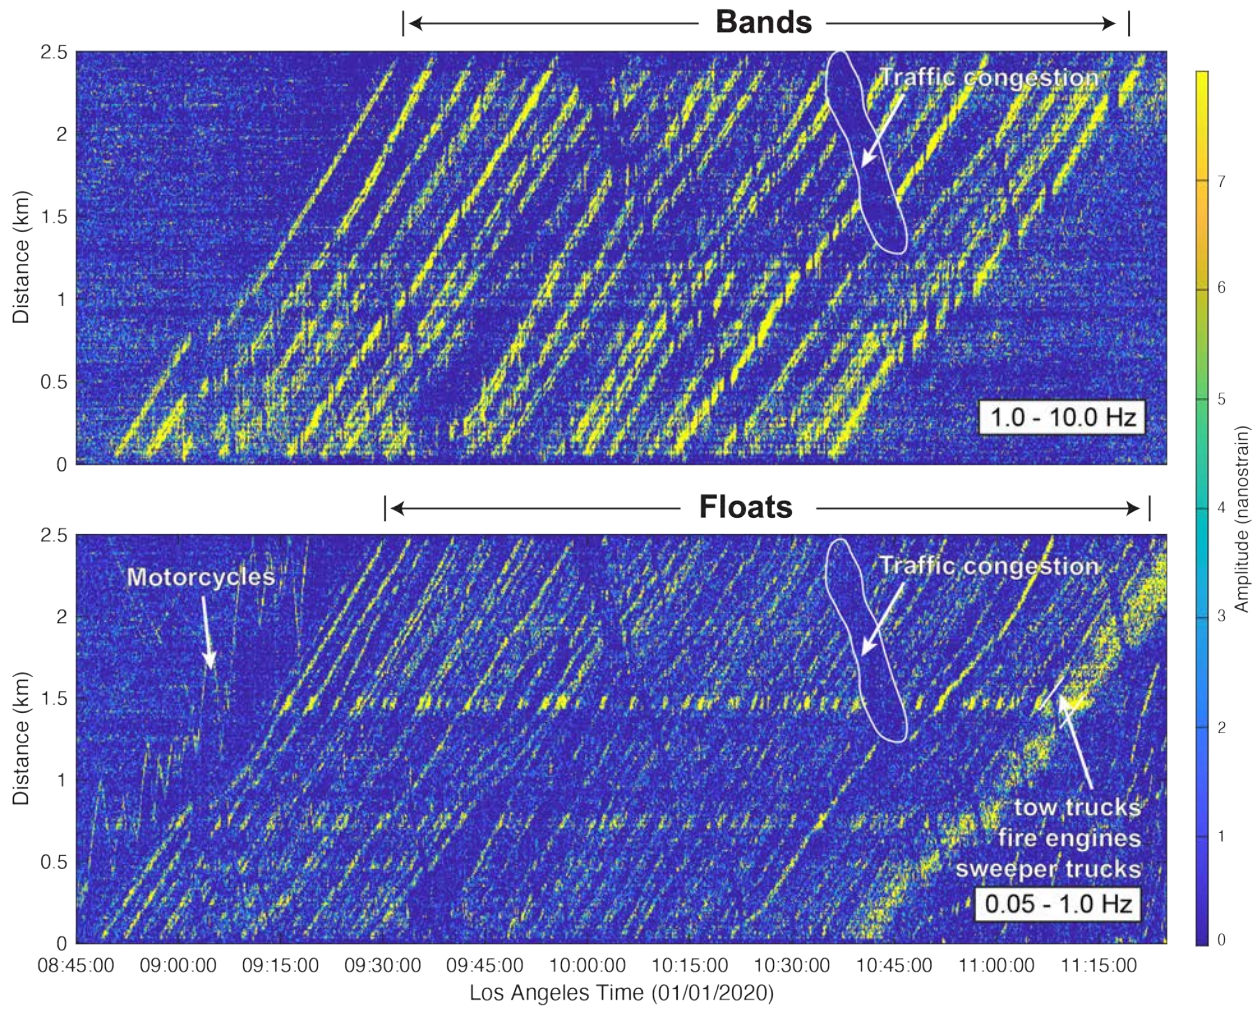 Bands
2.5
2
1.5
1
0.5
0
Distance (km)
Traffic congestion
1.0 - 10.0 Hz
Floats
2.5
2
1.5
1
0.5
0
Distance (km)
Motorcycles
Traffic congestion
tow trucks
fire engines
sweeper trucks
0.05 - 1.0 Hz
08:45:00 09:00:00 09:15:00 09:30:00 09:45:00 10:00:00 10:15:00 10:30:00 10:45:00 11:00:00 11:15:00
Los Angeles Time (01/01/2020)
7
6
5
4
3
2
1
0
Amplitude (nanostrain)